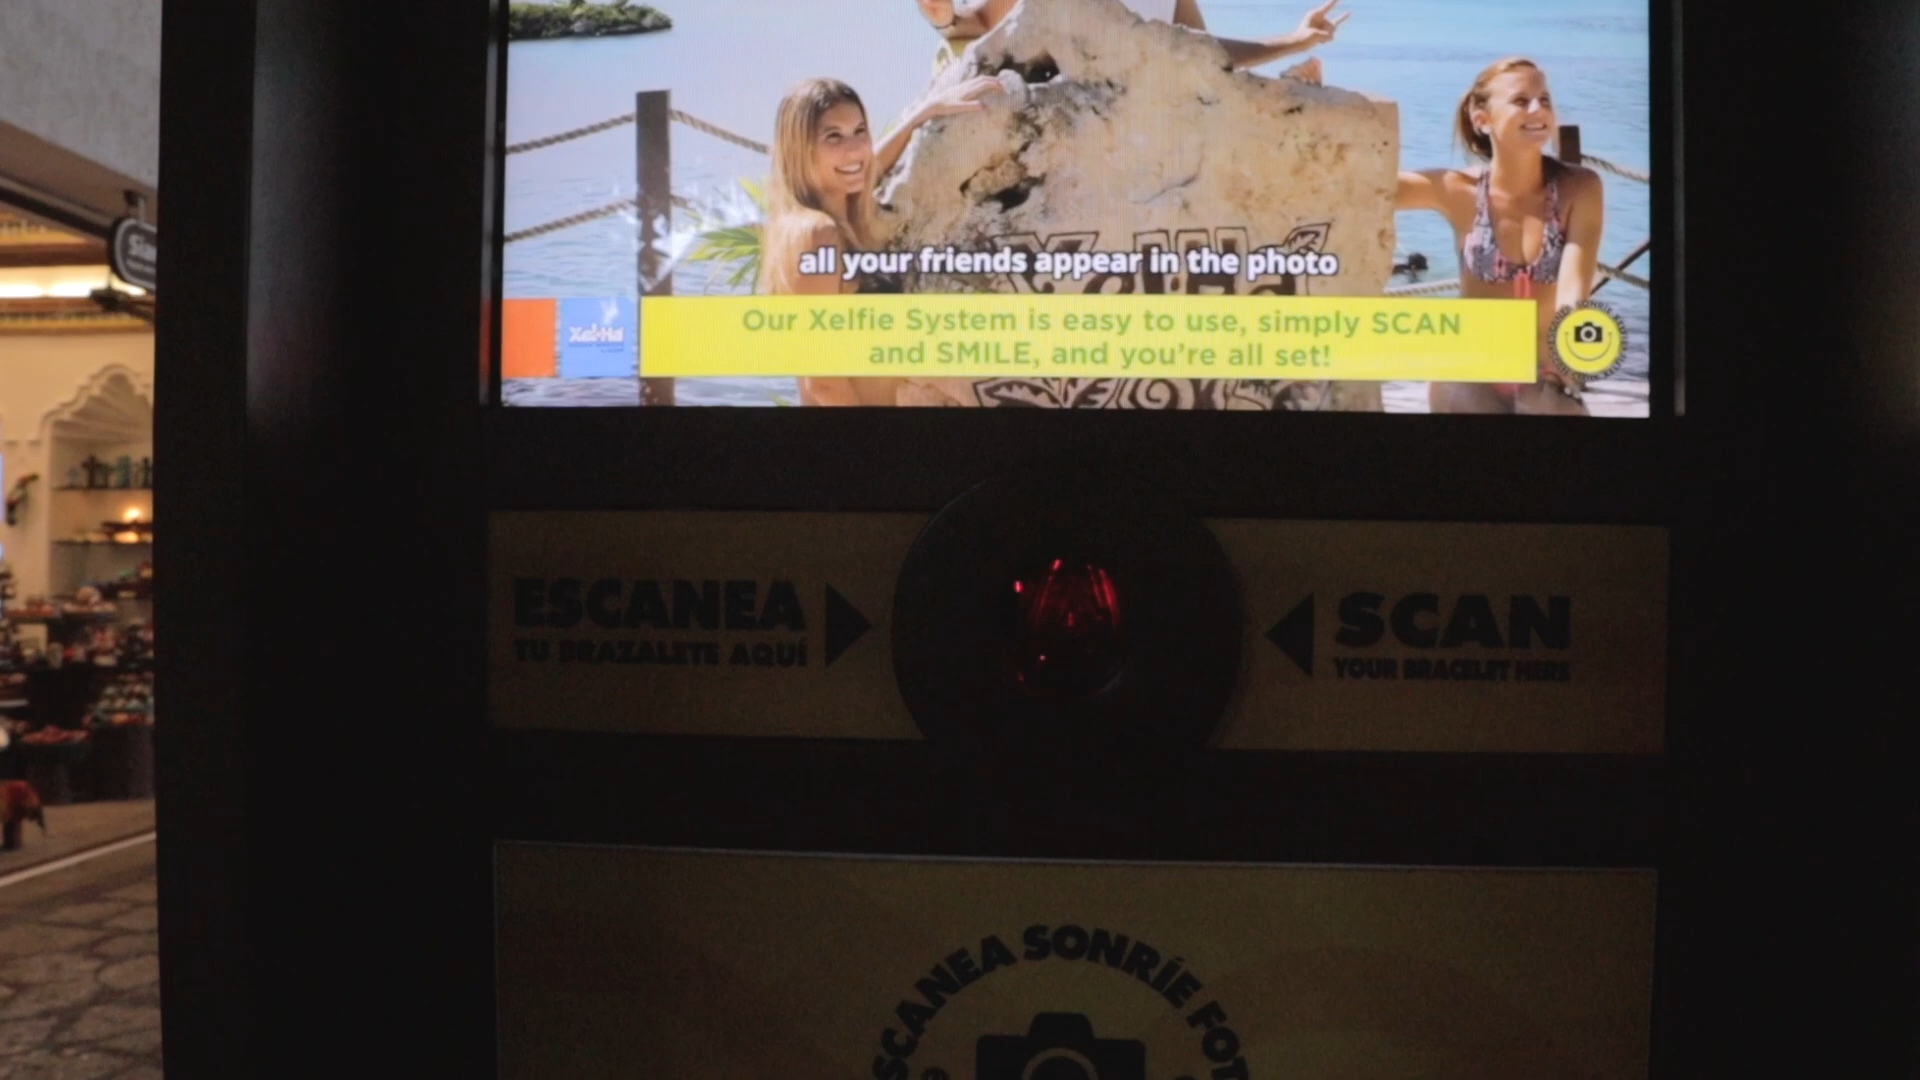 all your friends appear in the photo
Xel-Há
Our Xelfie System is easy to use, simply SCAN
and SMILE, and you're all set!
ESCANEA
TU BRAZALETE AQUÍ
SCAN
YOUR BRACELET HERE
ESCANEA SONRÍE FOT